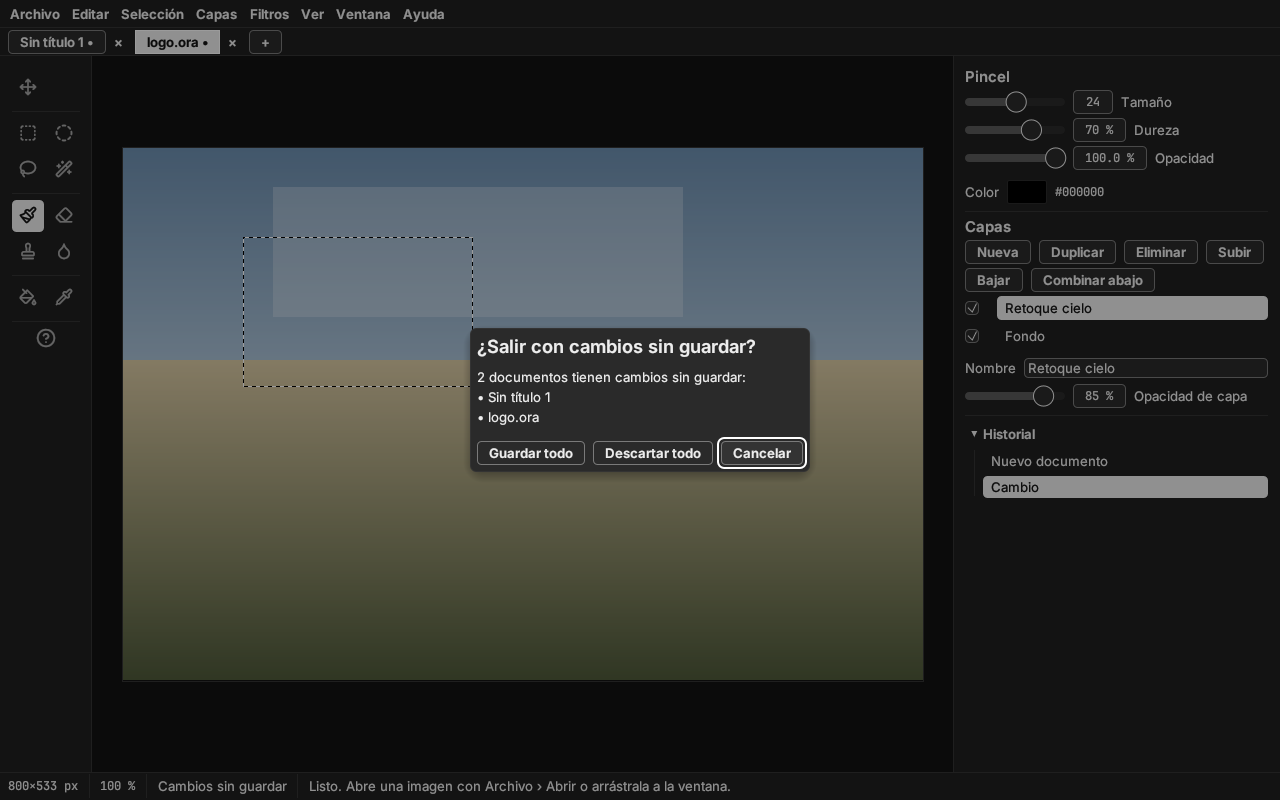 Archivo Editar Selección Capas Filtros Ver Ventana Ayuda
Sin título 1 • × logo.ora • × +
Pincel
24 Tamaño
70 % Dureza
100.0 % Opacidad
Color #000000
Capas
Nueva Duplicar Eliminar Subir
Bajar Combinar abajo
Retoque cielo
Fondo
Nombre Retoque cielo
85 % Opacidad de capa
Historial
Nuevo documento
Cambio
¿Salir con cambios sin guardar?
2 documentos tienen cambios sin guardar:
• Sin título 1
• logo.ora
Guardar todo Descartar todo Cancelar
800×533 px 100 % Cambios sin guardar Listo. Abre una imagen con Archivo › Abrir o arrástrala a la ventana.